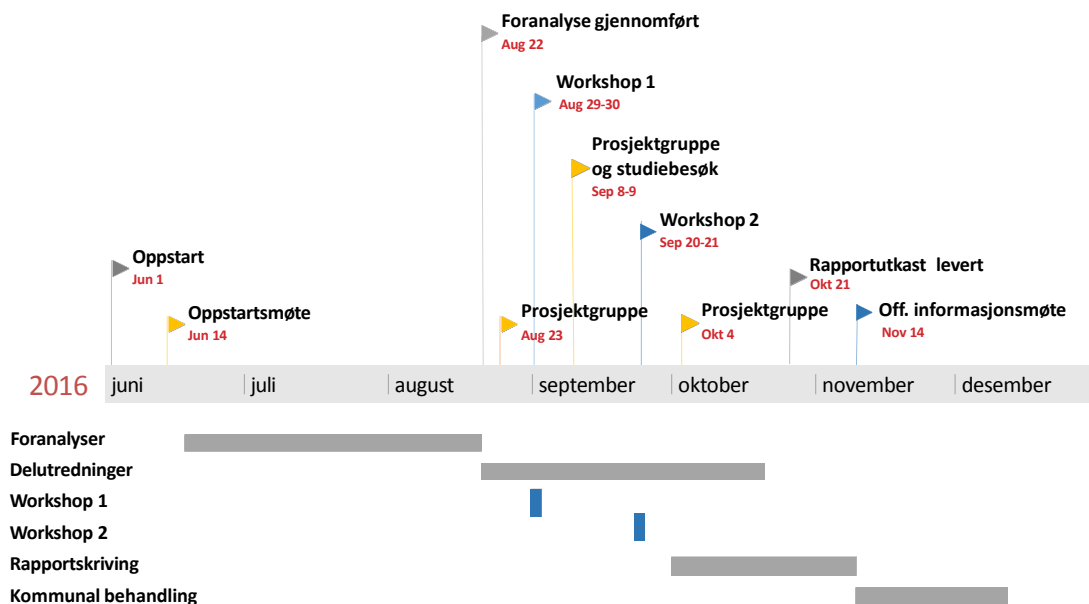 Foranalyse gjennomført
Aug 22
Workshop 1
Aug 29-30
Prosjektgruppe
og studiebesøk
Sep 8-9
Workshop 2
Sep 20-21
Oppstart
Jun 1
Rapportutkast levert
Okt 21
Oppstartsmøte
Jun 14
Prosjektgruppe
Aug 23
Prosjektgruppe
Okt 4
Off. informasjonsmøte
Nov 14
2016 juni juli august september oktober november desember
Foranalyser
Delutredninger
Workshop 1
Workshop 2
Rapportskriving
Kommunal behandling